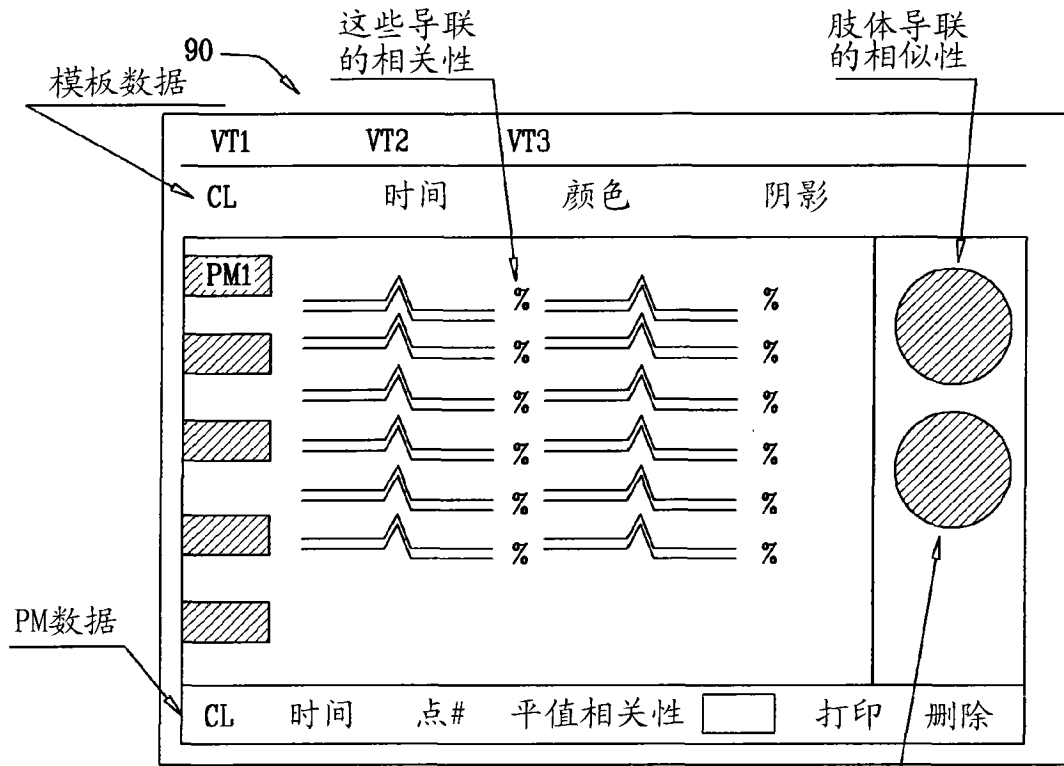 这些导联
的相关性
肢体导联
的相似性
90
模板数据
VT1 VT2 VT3
CL 时间 颜色 阴影
PM1
% %
% %
% %
% %
% %
% %
PM数据
CL 时间 点# 平值相关性 打印 删除